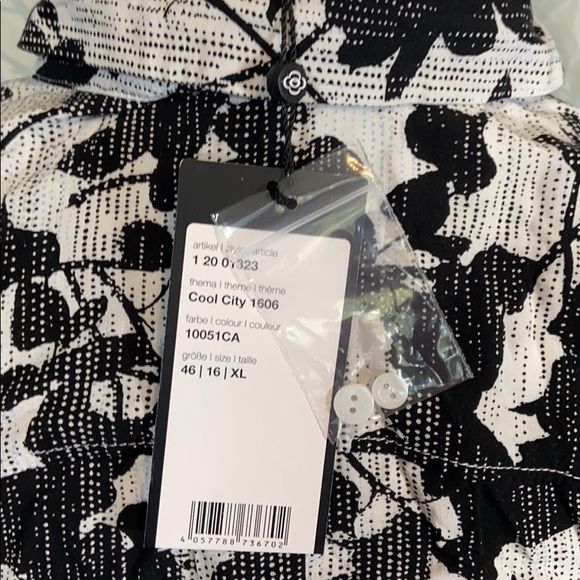 artikel | style | article
1 20 01323
thema | theme | thème
Cool City 1606
farbe | colour | couleur
10051CA
größe | size | taille
46 | 16 | XL
4 057788 736702